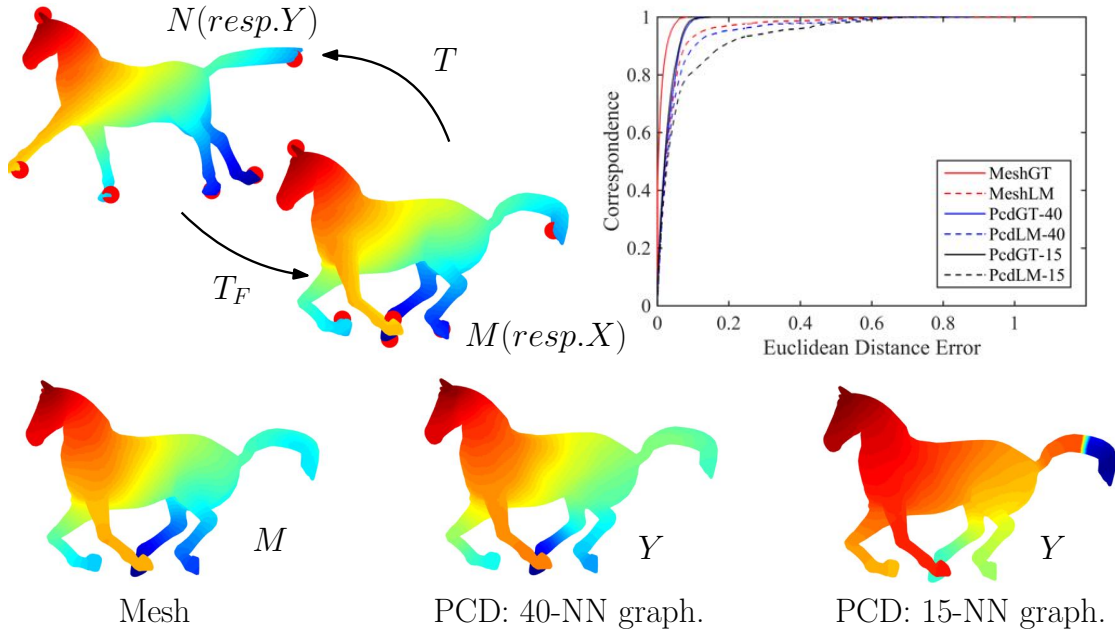 N(resp.Y)
T
T_F
M(resp.X)
Correspondence
1
0.8
0.6
0.4
0.2
0
0 0.2 0.4 0.6 0.8 1
Euclidean Distance Error
MeshGT
MeshLM
PcdGT-40
PcdLM-40
PcdGT-15
PcdLM-15
M
Y
Y
Mesh
PCD: 40-NN graph.
PCD: 15-NN graph.